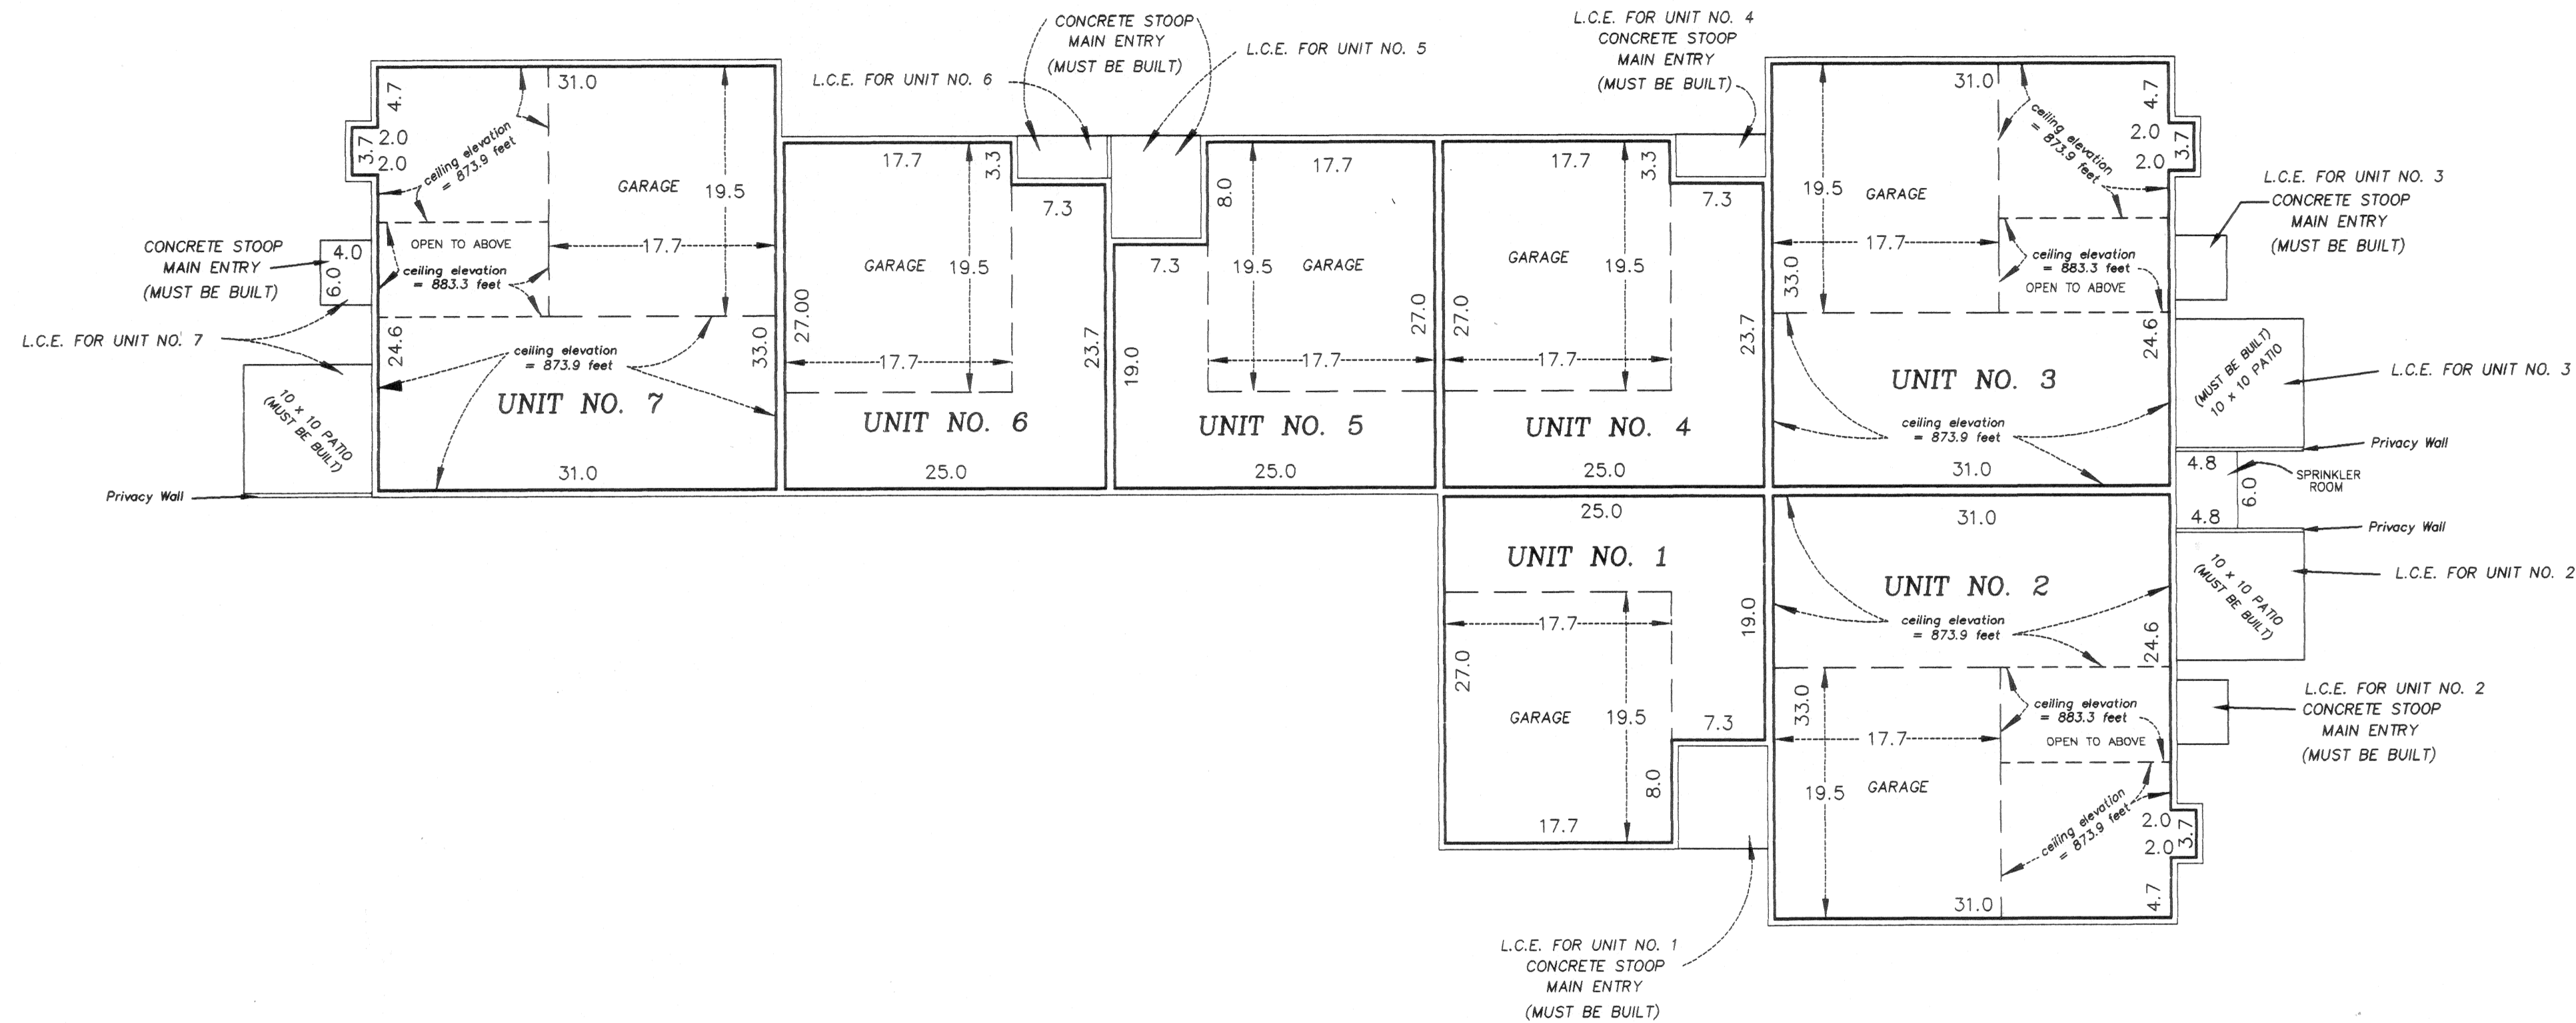 CONCRETE STOOP
MAIN ENTRY
(MUST BE BUILT)
L.C.E. FOR UNIT NO. 5
L.C.E. FOR UNIT NO. 6
L.C.E. FOR UNIT NO. 4
CONCRETE STOOP
MAIN ENTRY
(MUST BE BUILT)
31.0
4.7
3.7
2.0
2.0
ceiling elevation
= 873.9 feet
GARAGE
19.5
17.7
OPEN TO ABOVE
ceiling elevation
= 883.3 feet
CONCRETE STOOP
MAIN ENTRY
(MUST BE BUILT)
4.0
6.0
L.C.E. FOR UNIT NO. 7
10 x 10 PATIO
(MUST BE BUILT)
Privacy Wall
24.6
33.0
ceiling elevation
= 873.9 feet
UNIT NO. 7
31.0
17.7
3.3
7.3
GARAGE
19.5
27.00
23.7
17.7
UNIT NO. 6
25.0
17.7
8.0
7.3
19.5
GARAGE
27.0
19.0
17.7
UNIT NO. 5
25.0
17.7
3.3
7.3
GARAGE
19.5
27.0
23.7
17.7
UNIT NO. 4
25.0
31.0
4.7
2.0
3.7
2.0
ceiling elevation
= 873.9 feet
19.5
GARAGE
17.7
33.0
ceiling elevation
= 883.3 feet
OPEN TO ABOVE
24.6
UNIT NO. 3
ceiling elevation
= 873.9 feet
31.0
L.C.E. FOR UNIT NO. 3
CONCRETE STOOP
MAIN ENTRY
(MUST BE BUILT)
(MUST BE BUILT)
10 x 10 PATIO
L.C.E. FOR UNIT NO. 3
Privacy Wall
4.8
6.0
4.8
SPRINKLER
ROOM
Privacy Wall
25.0
UNIT NO. 1
17.7
19.0
27.0
GARAGE
19.5
7.3
8.0
17.7
L.C.E. FOR UNIT NO. 1
CONCRETE STOOP
MAIN ENTRY
(MUST BE BUILT)
31.0
UNIT NO. 2
ceiling elevation
= 873.9 feet
24.6
33.0
ceiling elevation
= 883.3 feet
17.7
OPEN TO ABOVE
19.5
GARAGE
ceiling elevation
= 873.9 feet
2.0
3.7
2.0
4.7
31.0
10 x 10 PATIO
(MUST BE BUILT)
L.C.E. FOR UNIT NO. 2
L.C.E. FOR UNIT NO. 2
CONCRETE STOOP
MAIN ENTRY
(MUST BE BUILT)